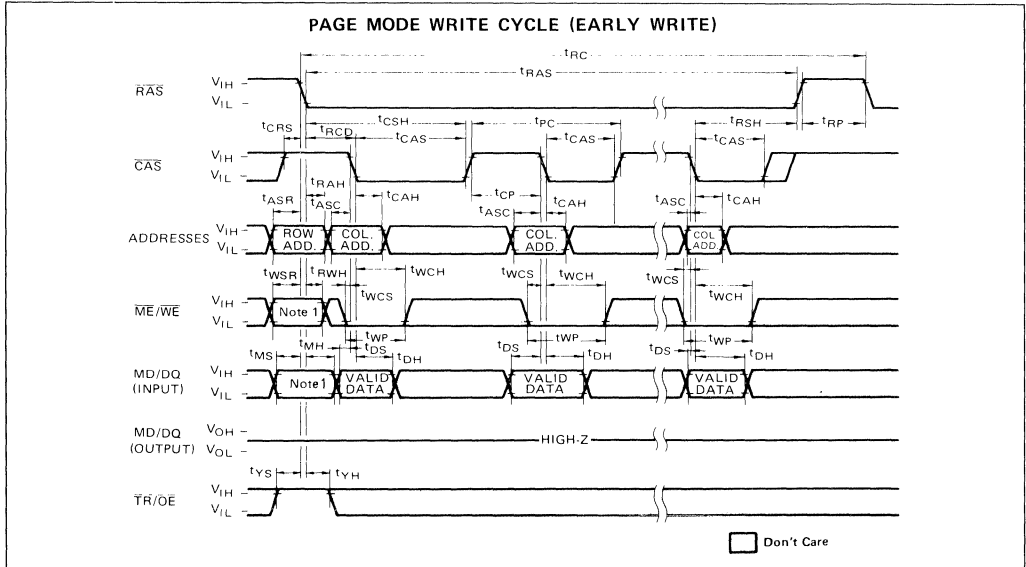 PAGE MODE WRITE CYCLE (EARLY WRITE)
tRC
tRAS
RAS
VIH
VIL
tCSH
tPC
tRSH
tRP
tCRS
tRCD
tCAS
tCAS
tCAS
CAS
VIH
VIL
tRAH
tCP
tASR
tASC
tCAH
tASC
tCAH
tASC
tCAH
ADDRESSES
VIH
VIL
ROW ADD.
COL. ADD.
COL. ADD.
COL ADD.
tWSR
tRWH
tWCH
tWCS
tWCS
tWCH
tWCS
tWCH
ME/WE
VIH
VIL
Note 1
tWP
tWP
tWP
tMS
tMH
tDS
tDH
tDS
tDH
tDS
tDH
MD/DQ
(INPUT)
VIH
VIL
Note 1
VALID DATA
VALID DATA
VALID DATA
MD/DQ
(OUTPUT)
VOH
VOL
HIGH-Z
tYS
tYH
TR/OE
VIH
VIL
Don't Care